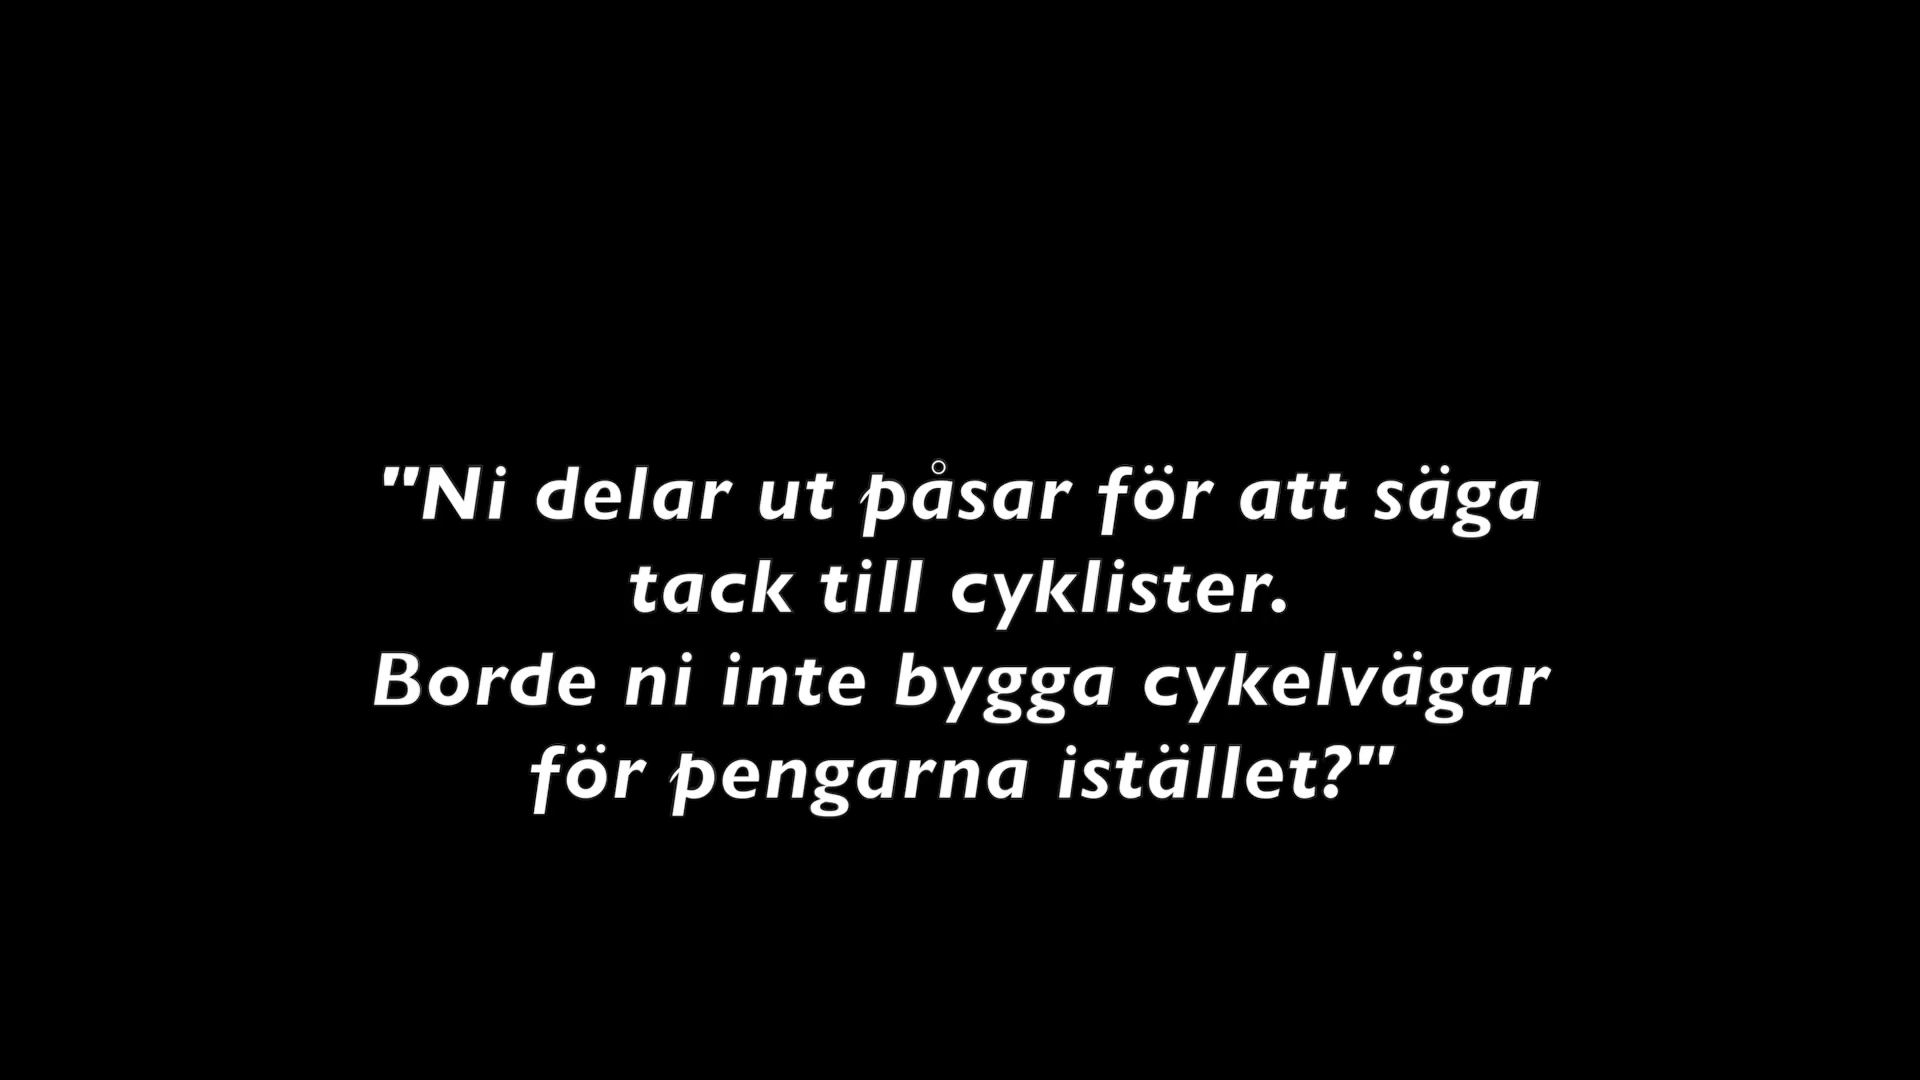 "Ni delar ut påsar för att säga
tack till cyklister.
Borde ni inte bygga cykelvägar
för pengarna istället?"